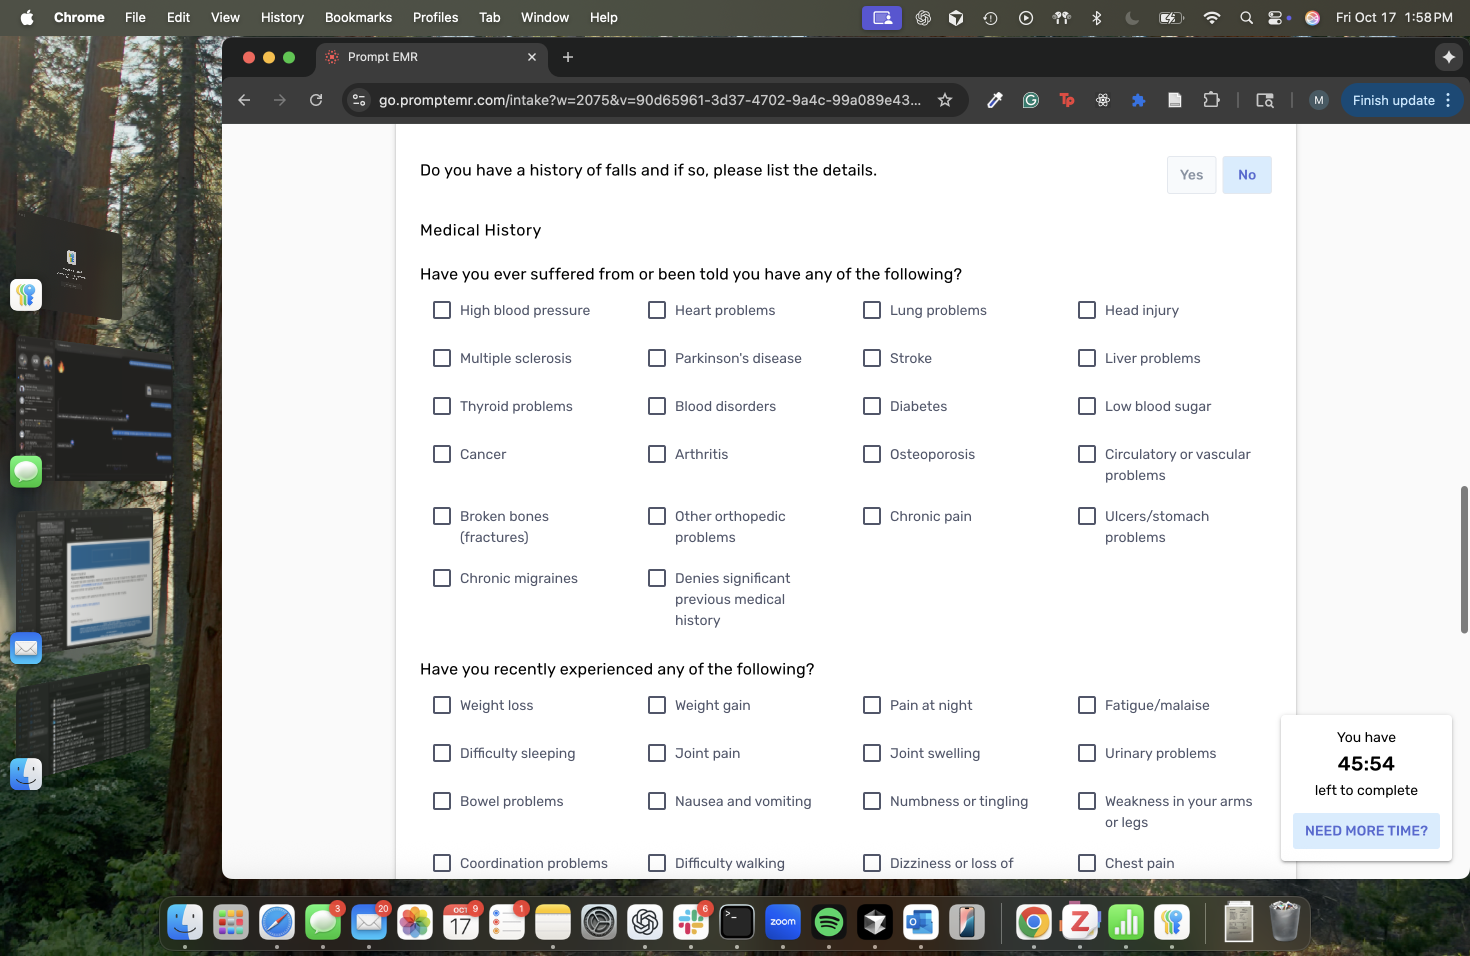 Chrome File Edit View History Bookmarks Profiles Tab Window Help Fri Oct 17 1:58 PM
Prompt EMR
go.promptemr.com/intake?w=2075&v=90d65961-3d37-4702-9a4c-99a089e43... M Finish update
Do you have a history of falls and if so, please list the details. Yes No
Medical History
Have you ever suffered from or been told you have any of the following?
High blood pressure Heart problems Lung problems Head injury
Multiple sclerosis Parkinson's disease Stroke Liver problems
Thyroid problems Blood disorders Diabetes Low blood sugar
Cancer Arthritis Osteoporosis Circulatory or vascular
problems
Broken bones Other orthopedic Chronic pain Ulcers/stomach
(fractures) problems problems
Chronic migraines Denies significant
previous medical
history
Have you recently experienced any of the following?
Weight loss Weight gain Pain at night Fatigue/malaise
Difficulty sleeping Joint pain Joint swelling Urinary problems
Bowel problems Nausea and vomiting Numbness or tingling Weakness in your arms
or legs
Coordination problems Difficulty walking Dizziness or loss of Chest pain
You have
45:54
left to complete
NEED MORE TIME?
3 20 OCT 9 17 1 6 zoom